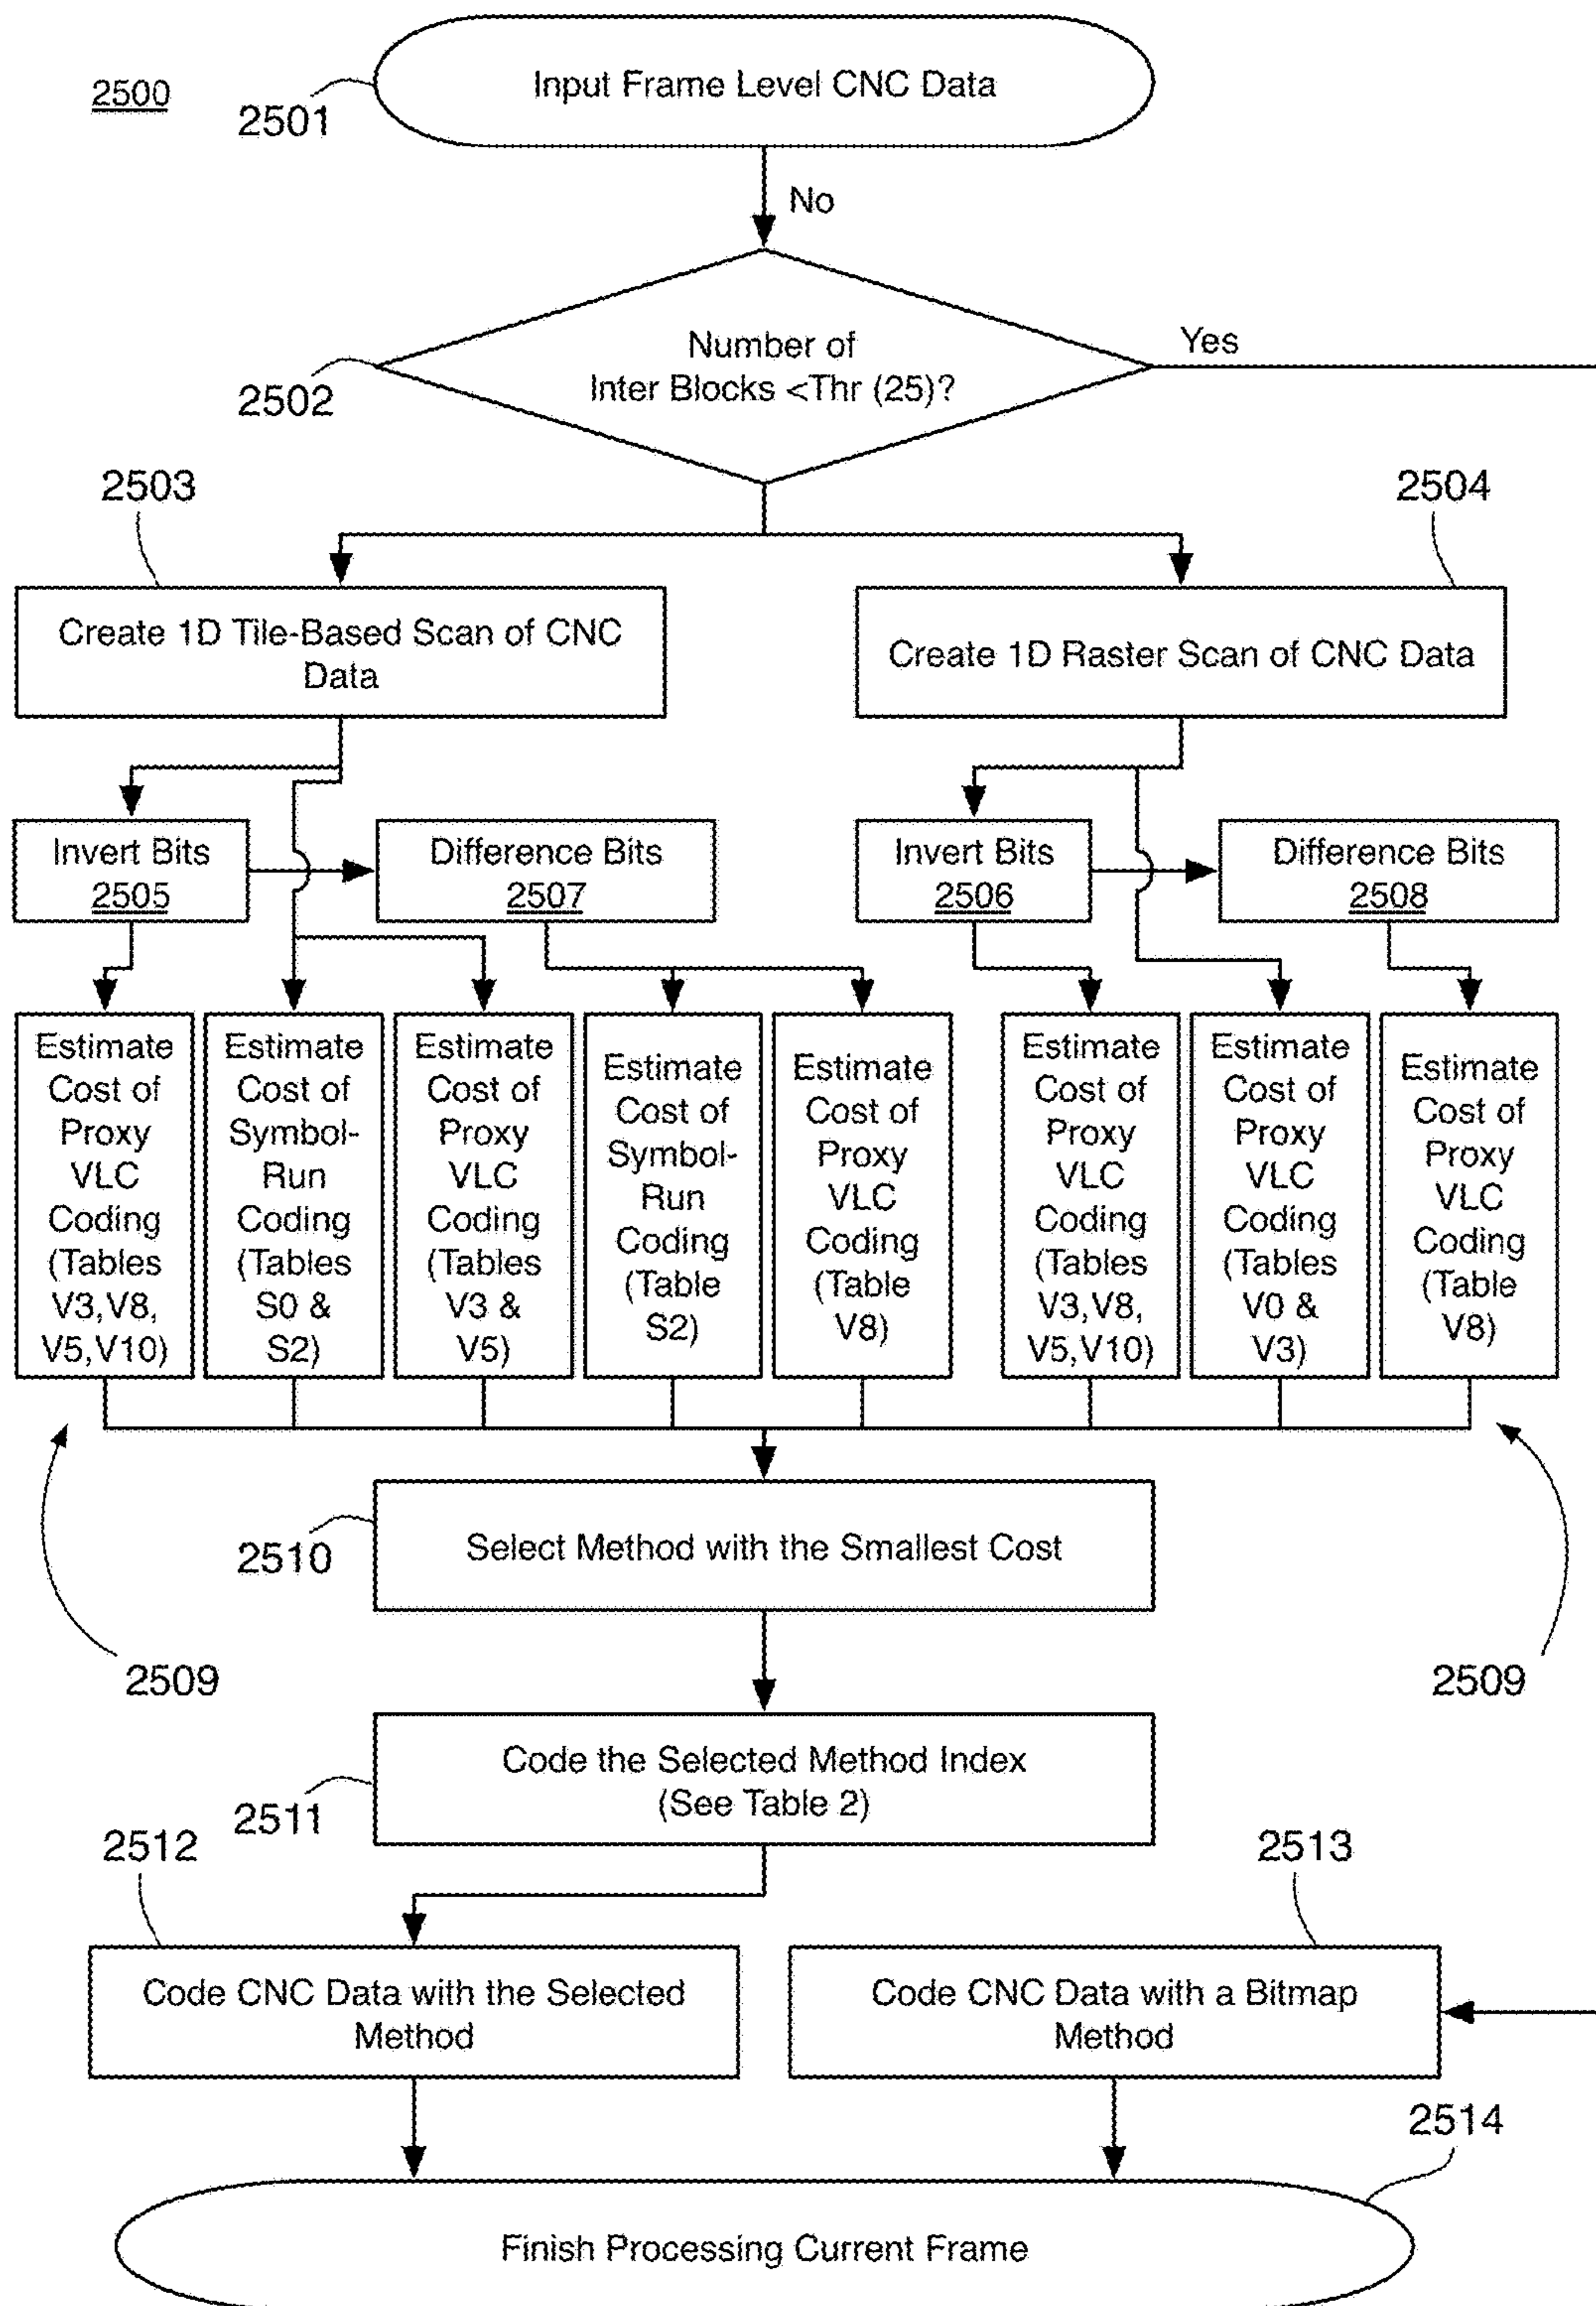 2500
2501
Input Frame Level CNC Data
No
2502
Number of
Inter Blocks <Thr (25)?
Yes
2503
2504
Create 1D Tile-Based Scan of CNC
Data
Create 1D Raster Scan of CNC Data
Invert Bits
2505
Difference Bits
2507
Invert Bits
2506
Difference Bits
2508
Estimate
Cost of
Proxy
VLC
Coding
(Tables
V3,V8,
V5,V10)
Estimate
Cost of
Symbol-
Run
Coding
(Tables
S0 &
S2)
Estimate
Cost of
Proxy
VLC
Coding
(Tables
V3 &
V5)
Estimate
Cost of
Symbol-
Run
Coding
(Table
S2)
Estimate
Cost of
Proxy
VLC
Coding
(Table
V8)
Estimate
Cost of
Proxy
VLC
Coding
(Tables
V3,V8,
V5,V10)
Estimate
Cost of
Proxy
VLC
Coding
(Tables
V0 &
V3)
Estimate
Cost of
Proxy
VLC
Coding
(Table
V8)
2509
2509
2510
Select Method with the Smallest Cost
2511
Code the Selected Method Index
(See Table 2)
2512
2513
Code CNC Data with the Selected
Method
Code CNC Data with a Bitmap
Method
2514
Finish Processing Current Frame